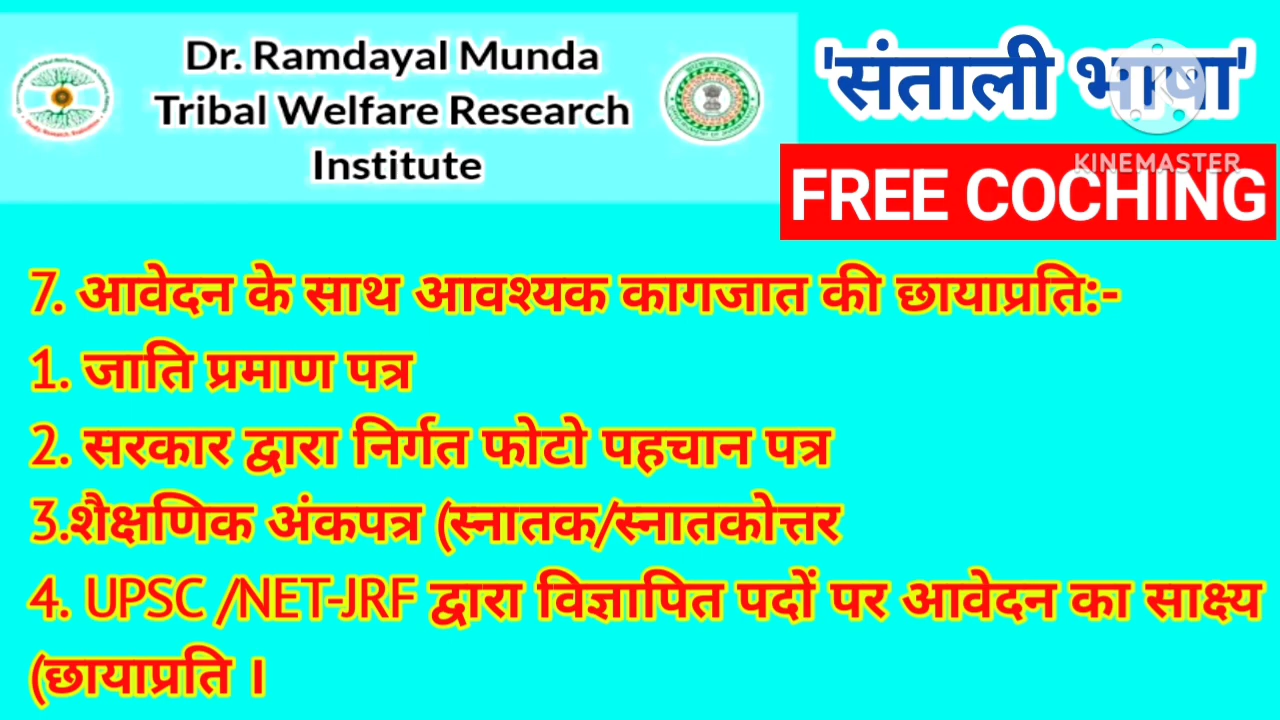 Dr. Ramdayal Munda
Tribal Welfare Research
Institute
'संताली भाषा'
KINEMASTER
FREE COCHING
7. आवेदन के साथ आवश्यक कागजात की छायाप्रति:-
1. जाति प्रमाण पत्र
2. सरकार द्वारा निर्गत फोटो पहचान पत्र
3.शैक्षणिक अंकपत्र (स्नातक/स्नातकोत्तर
4. UPSC /NET-JRF द्वारा विज्ञापित पदों पर आवेदन का साक्ष्य
(छायाप्रति ।